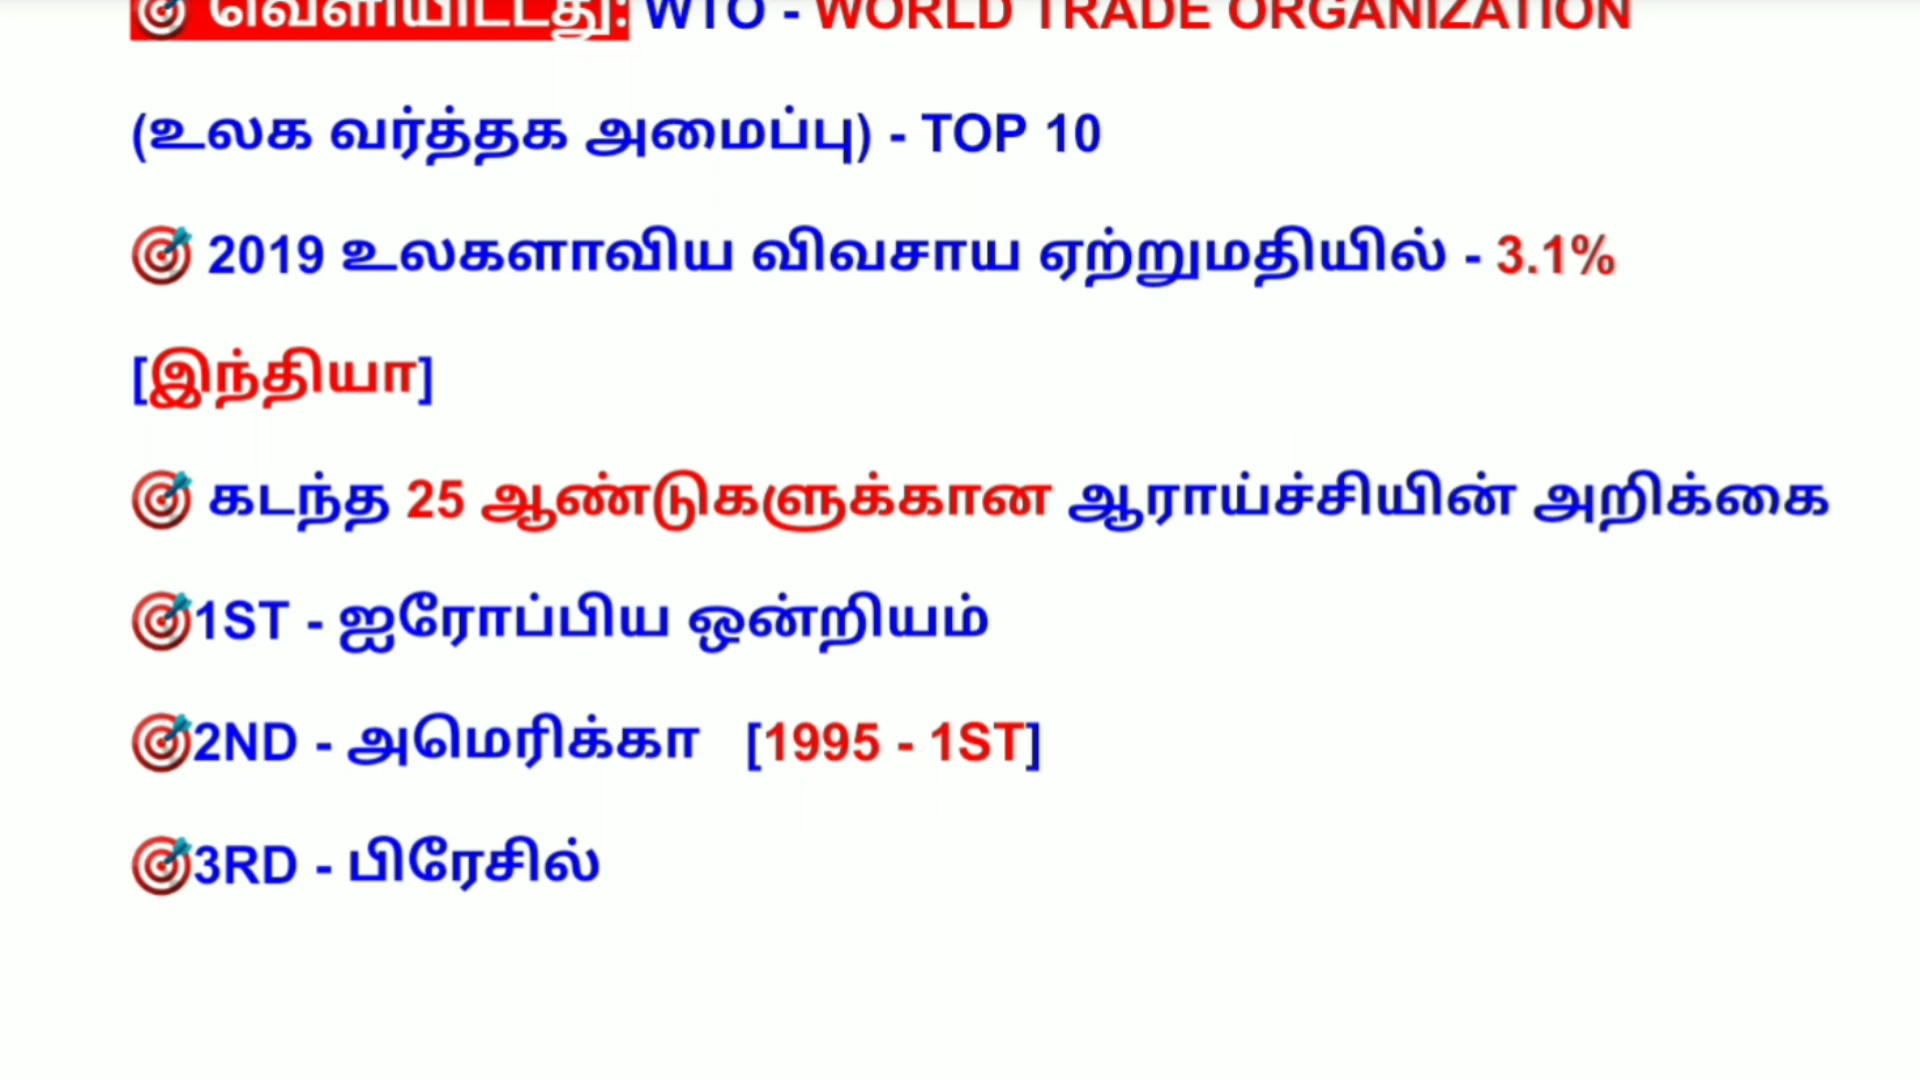 🎯 வெளியிட்டது: WTO - WORLD TRADE ORGANIZATION
(உலக வர்த்தக அமைப்பு) - TOP 10
🎯 2019 உலகளாவிய விவசாய ஏற்றுமதியில் - 3.1%
[இந்தியா]
🎯 கடந்த 25 ஆண்டுகளுக்கான ஆராய்ச்சியின் அறிக்கை
🎯1ST - ஐரோப்பிய ஒன்றியம்
🎯2ND - அமெரிக்கா [1995 - 1ST]
🎯3RD - பிரேசில்